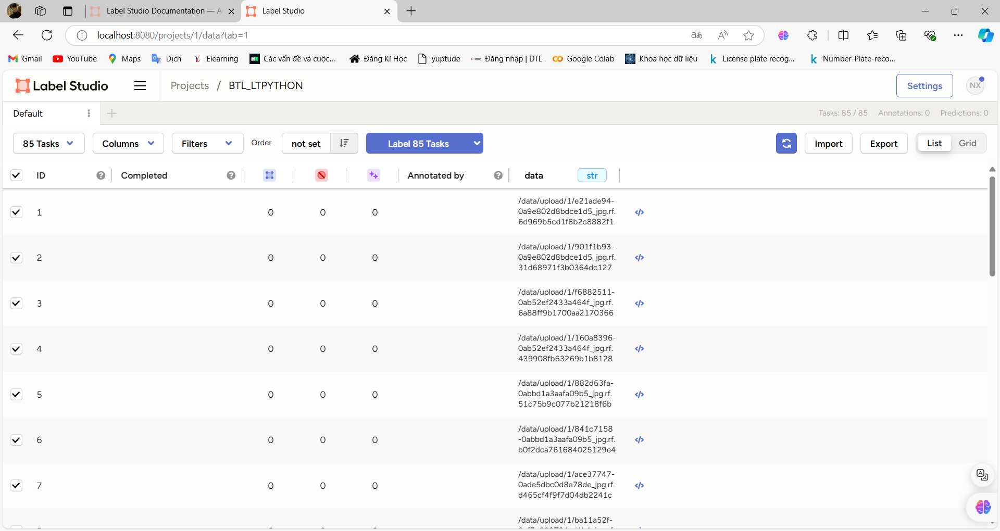 Label Studio Documentation — A
Label Studio
localhost:8080/projects/1/data?tab=1
Gmail
YouTube
Maps
Dịch
Elearning
Các vấn đề và cuộc...
Đăng Kí Học
yuptude
Đăng nhập | DTL
Google Colab
Khoa học dữ liệu
License plate recog...
Number-Plate-reco...
Label Studio
Projects / BTL_LTPYTHON
Settings
NX
Default
Tasks: 85 / 85 Annotations: 0 Predictions: 0
85 Tasks
Columns
Filters
Order
not set
Label 85 Tasks
Import
Export
List
Grid
ID
Completed
Annotated by
data
str
1 0 0 0
/data/upload/1/e21ade94-
0a9e802d8bdce1d5_jpg.rf.
6d969b5cd1f8b2c8882f1
2 0 0 0
/data/upload/1/901f1b93-
0a9e802d8bdce1d5_jpg.rf.
31d68971f3b0364dc127
3 0 0 0
/data/upload/1/f6882511-
0ab52ef2433a464f_jpg.rf.
6a88ff9b1700aa2170366
4 0 0 0
/data/upload/1/160a8396-
0ab52ef2433a464f_jpg.rf.
439908fb63269b1b8128
5 0 0 0
/data/upload/1/882d63fa-
0abbd1a3aafa09b5_jpg.rf.
51c75b9c077b21218f6b
6 0 0 0
/data/upload/1/841c7158
-0abbd1a3aafa09b5_jpg.rf.
b0f2dca761684025129e4
7 0 0 0
/data/upload/1/ace37747-
0ade5dbc0d8e78de_jpg.rf.
d465cf4f9f7d04db2241c
/data/upload/1/ba11a52f-